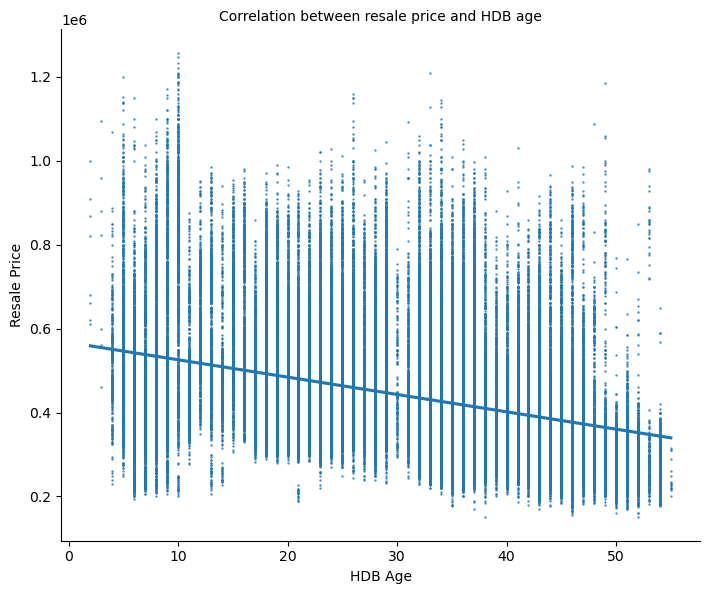 Correlation between resale price and HDB age
1e6
1.2
1.0
0.8
0.6
0.4
0.2
Resale Price
0 10 20 30 40 50
HDB Age